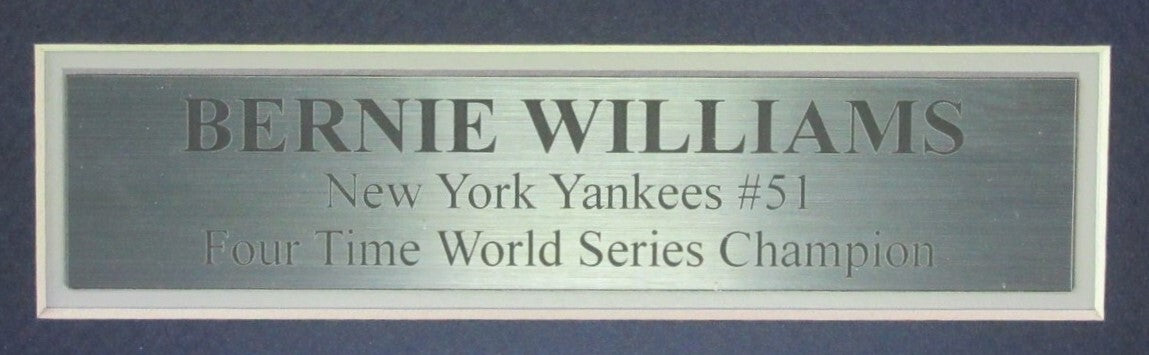 BERNIE WILLIAMS
New York Yankees #51
Four Time World Series Champion